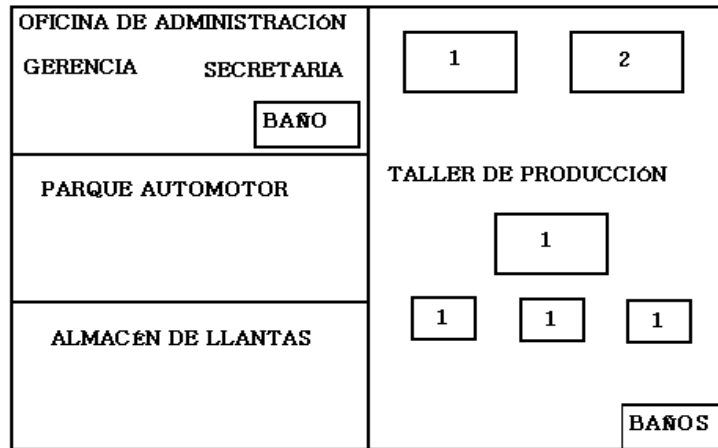 OFICINA DE ADMINISTRACIÓN
GERENCIA SECRETARIA
BAÑO
PARQUE AUTOMOTOR
ALMACÉN DE LLANTAS
1 2
TALLER DE PRODUCCIÓN
1
1 1 1
BAÑOS